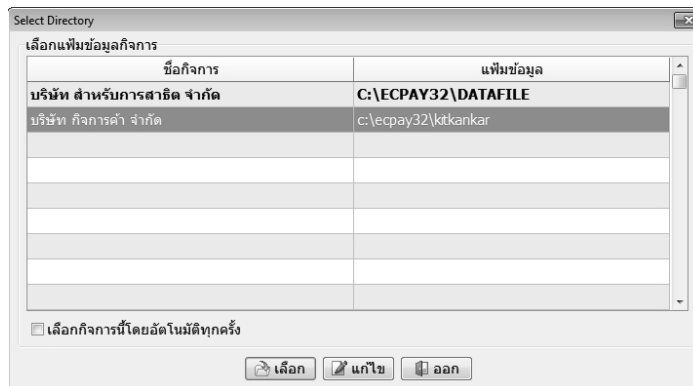 Select Directory
เลือกแฟ้มข้อมูลกิจการ
ชื่อกิจการ แฟ้มข้อมูล
บริษัท สำหรับการสาธิต จำกัด C:\ECPAY32\DATAFILE
บริษัท กิจการค้า จำกัด c:\ecpay32\kitkankar
เลือกกิจการนี้โดยอัตโนมัติทุกครั้ง
เลือก แก้ไข ออก